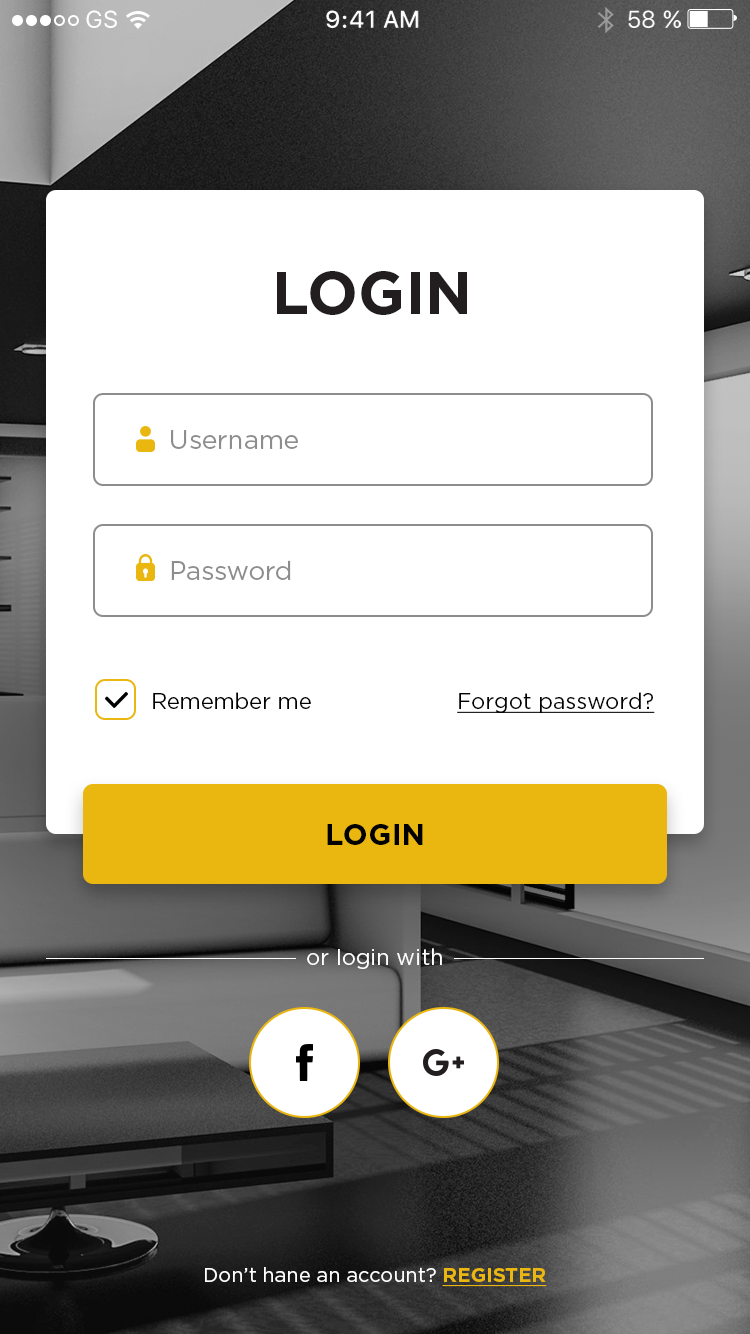 GS 9:41 AM 58 %
LOGIN
Username
Password
Remember me Forgot password?
LOGIN
or login with
f G+
Don't hane an account? REGISTER